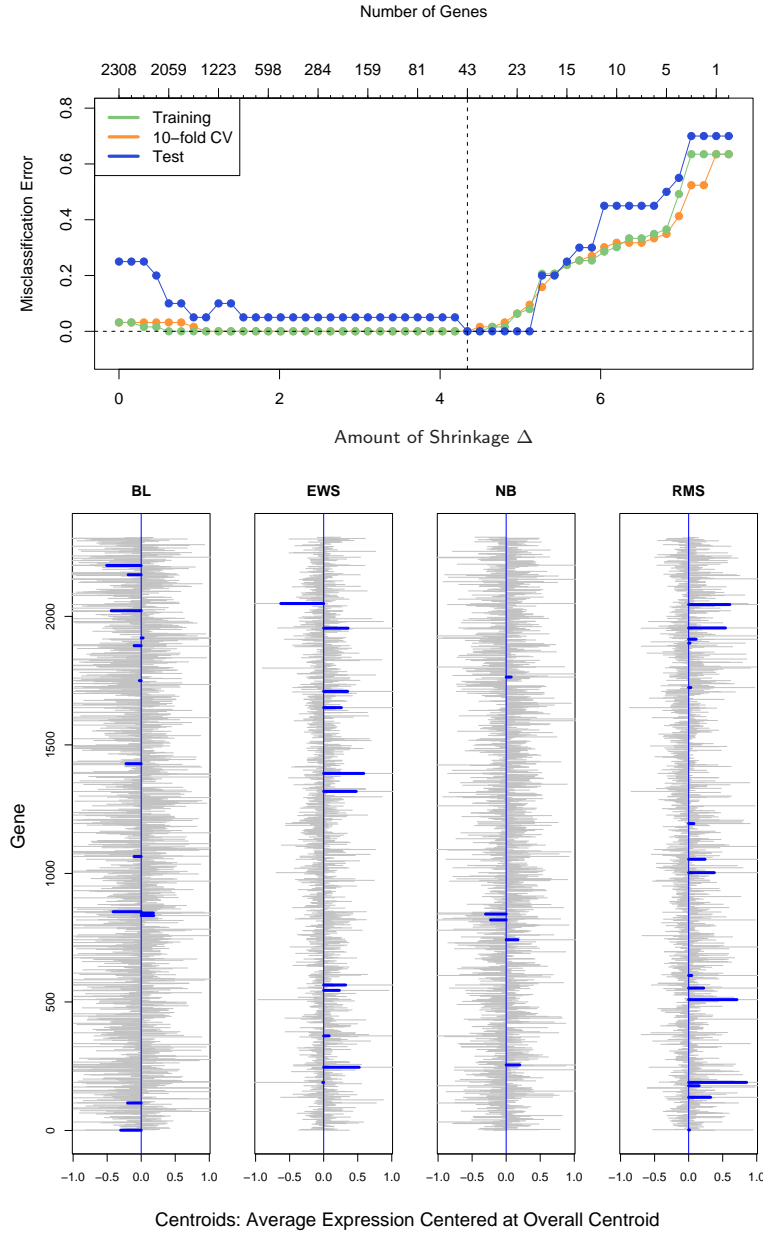 Number of Genes
2308 2059 1223 598 284 159 81 43 23 15 10 5 1
Training
10−fold CV
Test
Misclassification Error
0.0 0.2 0.4 0.6 0.8
0 2 4 6
Amount of Shrinkage Δ
BL EWS NB RMS
Gene
0 500 1000 1500 2000
−1.0 −0.5 0.0 0.5 1.0 −1.0 −0.5 0.0 0.5 1.0 −1.0 −0.5 0.0 0.5 1.0 −1.0 −0.5 0.0 0.5 1.0
Centroids: Average Expression Centered at Overall Centroid